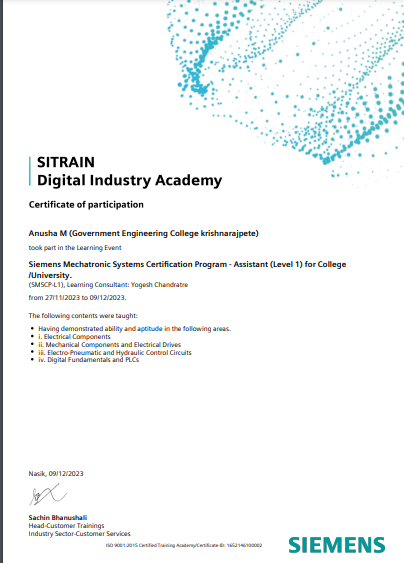 SITRAIN
Digital Industry Academy
Certificate of participation
Anusha M (Government Engineering College krishnarajpete)
took part in the Learning Event
Siemens Mechatronic Systems Certification Program - Assistant (Level 1) for College
/University.
(SMSCP-L1), Learning Consultant: Yogesh Chandratre
from 27/11/2023 to 09/12/2023.
The following contents were taught:
• Having demonstrated ability and aptitude in the following areas.
• i. Electrical Components
• ii. Mechanical Components and Electrical Drives
• iii. Electro-Pneumatic and Hydraulic Control Circuits
• iv. Digital Fundamentals and PLCs
Nasik, 09/12/2023
Sachin Bhanushali
Head-Customer Trainings
Industry Sector-Customer Services
ISO 9001:2015 Certified Training Academy/Certificate-ID: 1652146100002
SIEMENS